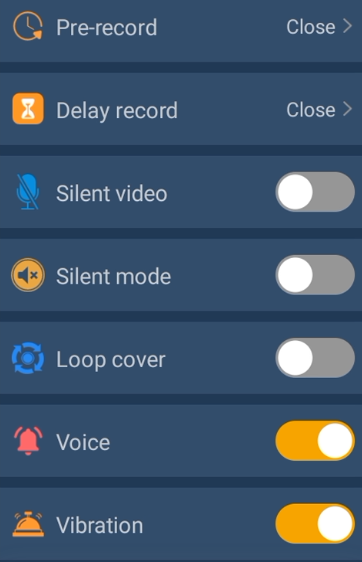 Pre-record Close
Delay record Close
Silent video
Silent mode
Loop cover
Voice
Vibration